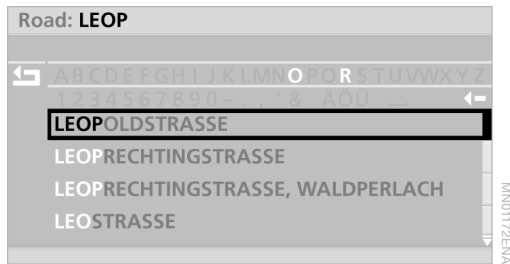 Road: LEOP
ABCDEFGHIJKLMNOPQRSTUVWXYZ
1234567890-.,'& ÄÖÜ ⎵
LEOPOLDSTRASSE
LEOPRECHTINGSTRASSE
LEOPRECHTINGSTRASSE, WALDPERLACH
LEOSTRASSE
MN01172ENA